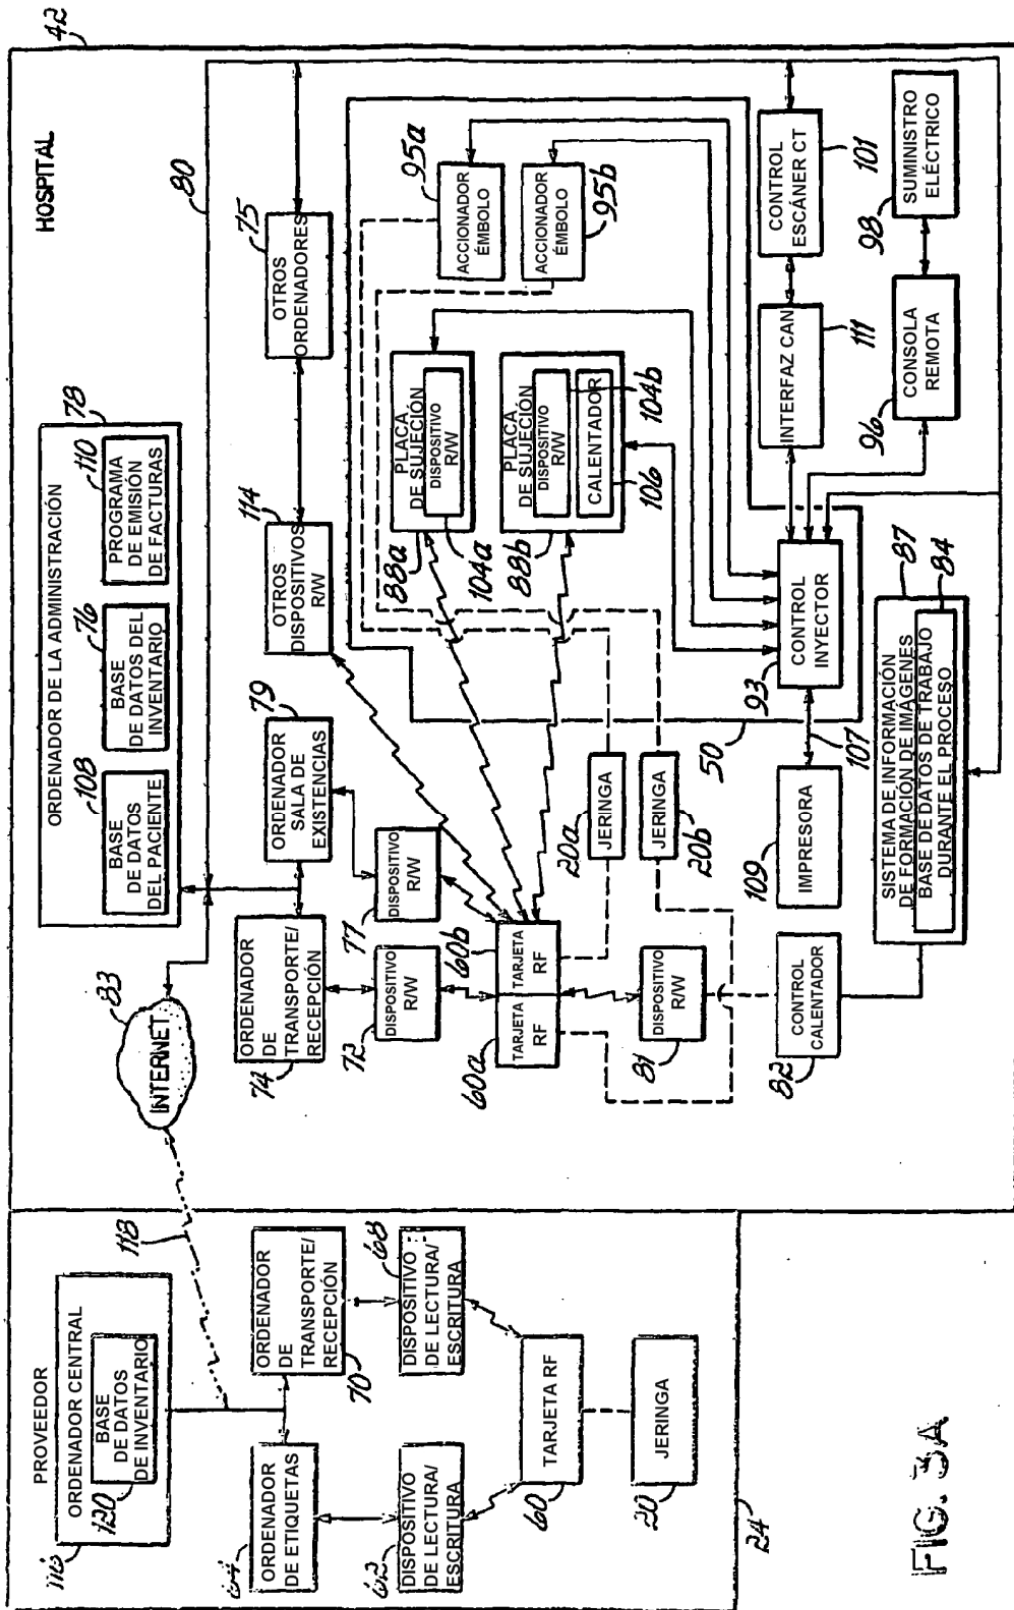 PROVEEDOR
116
ORDENADOR CENTRAL
120
BASE
DE DATOS
DE INVENTARIO
118
64
ORDENADOR
DE ETIQUETAS
ORDENADOR
DE
TRANSPORTE/
RECEPCIÓN
70
62
DISPOSITIVO
DE LECTURA/
ESCRITURA
DISPOSITIVO
DE LECTURA/
ESCRITURA
68
TARJETA RF
60
JERINGA
20
24
FIG. 3A
HOSPITAL
42
83
INTERNET
80
ORDENADOR DE LA ADMINISTRACIÓN
78
108
BASE
DE DATOS
DEL PACIENTE
76
BASE
DE DATOS DEL
INVENTARIO
110
PROGRAMA
DE EMISIÓN
DE FACTURAS
ORDENADOR
DE
TRANSPORTE/
RECEPCIÓN
74
ORDENADOR
SALA DE
EXISTENCIAS
79
OTROS
DISPOSITIVOS
R/W
114
OTROS
ORDENADORES
75
72
DISPOSITIVO
R/W
77
DISPOSITIVO
R/W
60a
TARJETA
RF
60b
TARJETA
RF
81
DISPOSITIVO
R/W
82
CONTROL
CALENTADOR
JERINGA
20a
JERINGA
20b
50
88a
PLACA
DE SUJECIÓN
DISPOSITIVO
R/W
104a
88b
PLACA
DE SUJECIÓN
DISPOSITIVO
R/W
104b
CALENTADOR
106
ACCIONADOR
ÉMBOLO
95a
ACCIONADOR
ÉMBOLO
95b
109
IMPRESORA
107
93
CONTROL
INYECTOR
INTERFAZ CAN
111
CONTROL
ESCÁNER CT
101
96
CONSOLA
REMOTA
98
SUMINISTRO
ELÉCTRICO
SISTEMA DE INFORMACIÓN
DE FORMACIÓN DE IMÁGENES
87
BASE DE DATOS DE TRABAJO
DURANTE EL PROCESO
84